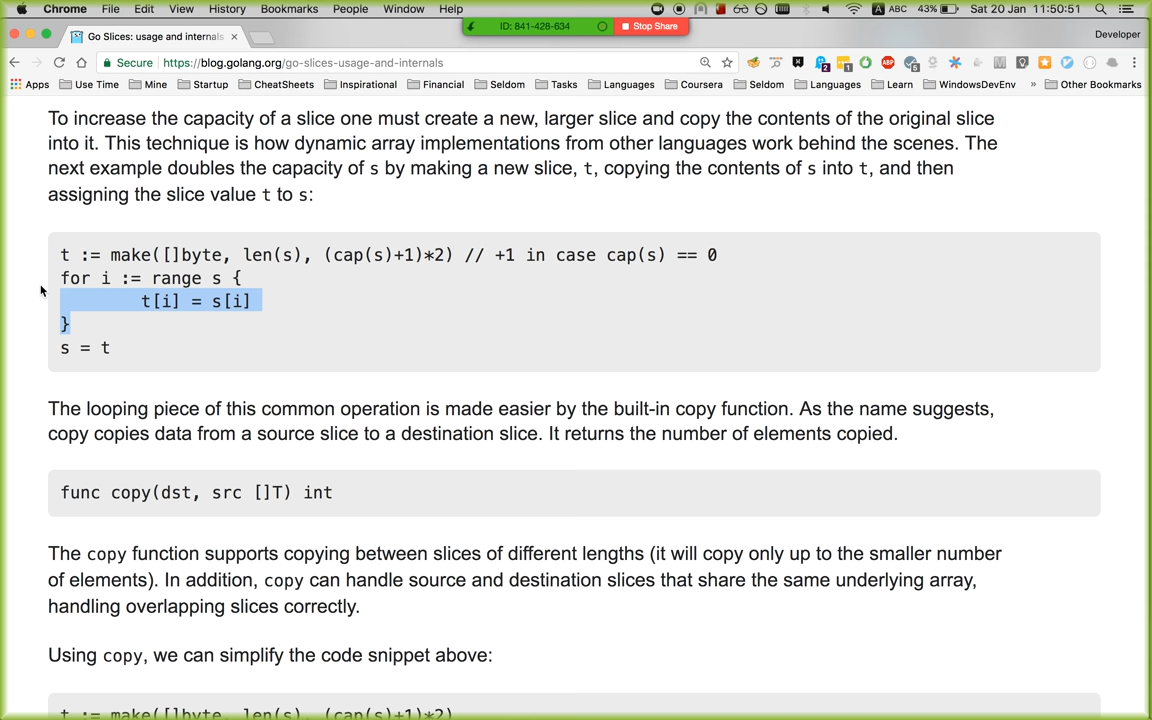 Chrome File Edit View History Bookmarks People Window Help
ABC 43% Sat 20 Jan 11:50:51
ID: 841-428-634 Stop Share
Go Slices: usage and internals
Developer
Secure https://blog.golang.org/go-slices-usage-and-internals
Apps Use Time Mine Startup CheatSheets Inspirational Financial Seldom Tasks Languages Coursera Seldom Languages Learn WindowsDevEnv » Other Bookmarks
To increase the capacity of a slice one must create a new, larger slice and copy the contents of the original slice
into it. This technique is how dynamic array implementations from other languages work behind the scenes. The
next example doubles the capacity of s by making a new slice, t, copying the contents of s into t, and then
assigning the slice value t to s:
t := make([]byte, len(s), (cap(s)+1)*2) // +1 in case cap(s) == 0
for i := range s {
t[i] = s[i]
}
s = t
The looping piece of this common operation is made easier by the built-in copy function. As the name suggests,
copy copies data from a source slice to a destination slice. It returns the number of elements copied.
func copy(dst, src []T) int
The copy function supports copying between slices of different lengths (it will copy only up to the smaller number
of elements). In addition, copy can handle source and destination slices that share the same underlying array,
handling overlapping slices correctly.
Using copy, we can simplify the code snippet above:
t := make([]byte, len(s), (cap(s)+1)*2)